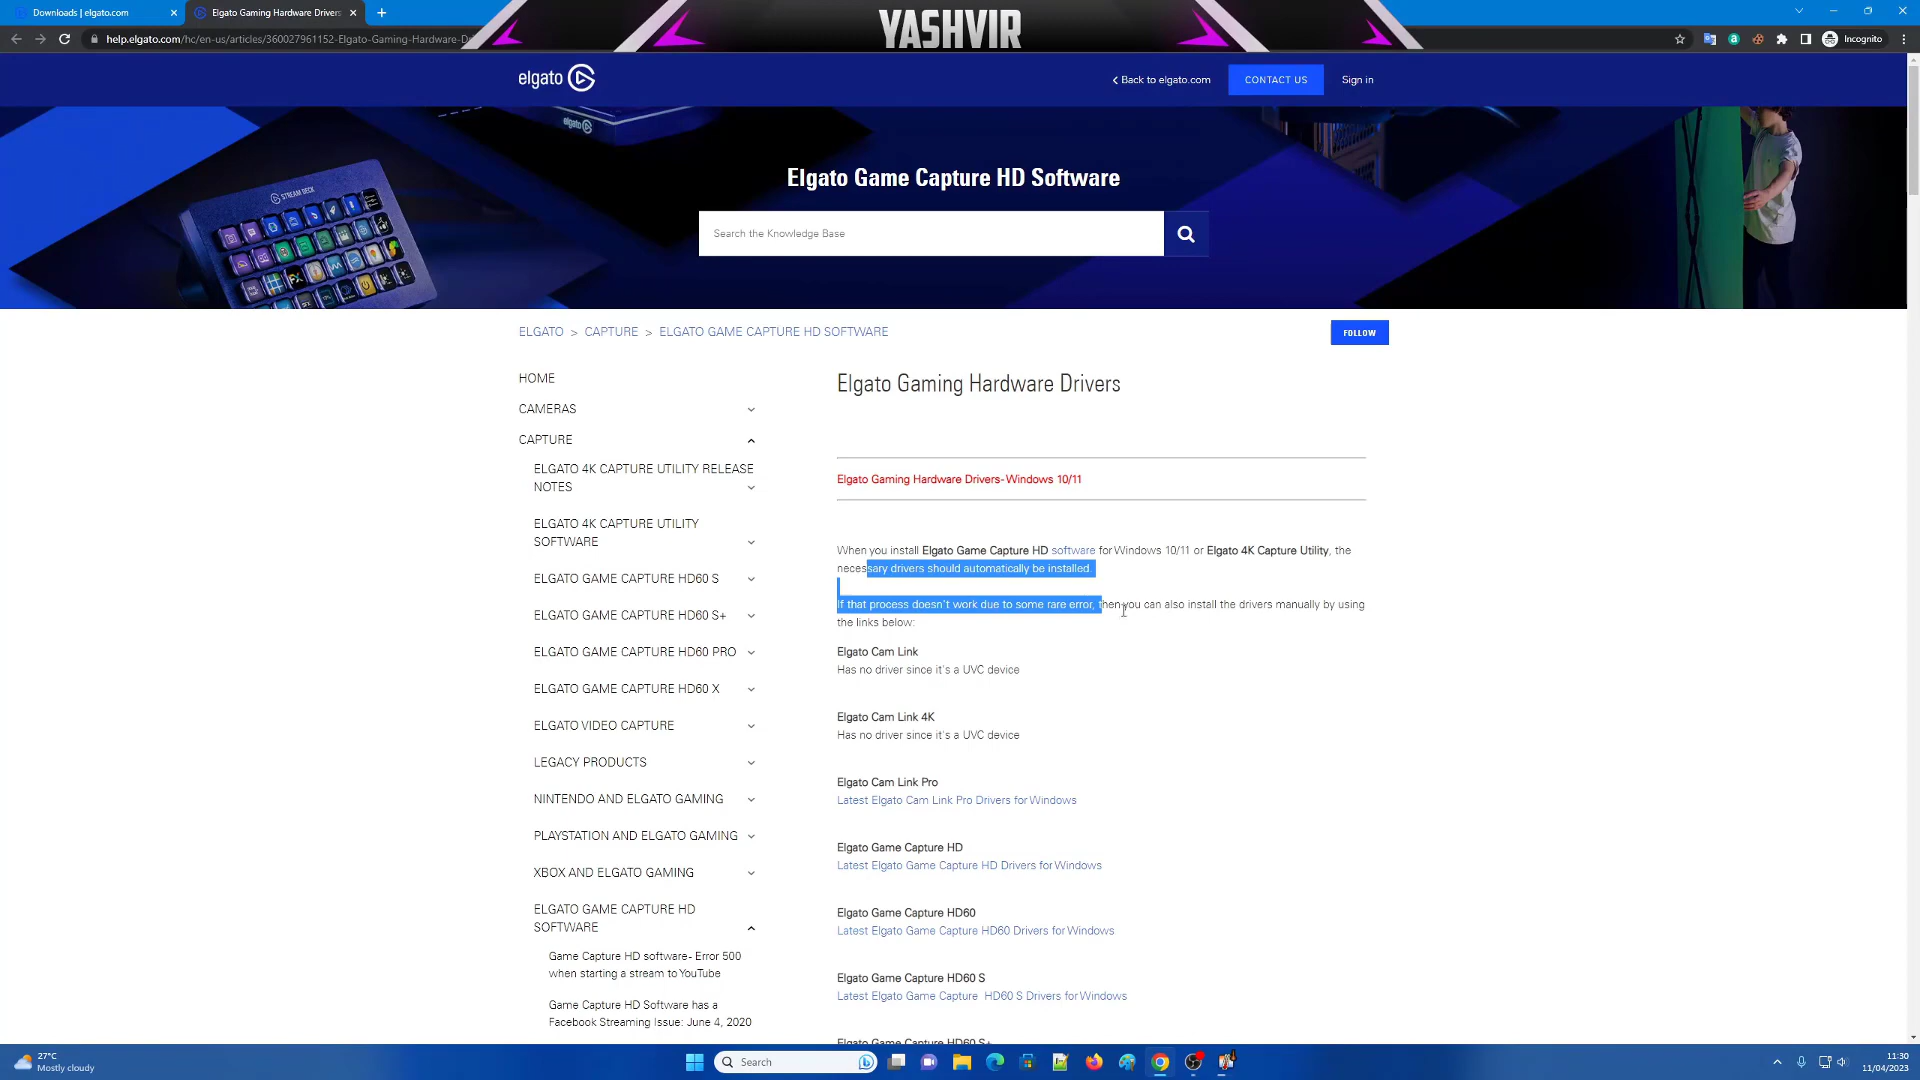 Downloads | elgato.com
Elgato Gaming Hardware Drivers
YASHVIR
help.elgato.com/hc/en-us/articles/360027961152-Elgato-Gaming-Hardware-D
Incognito
elgato
Back to elgato.com
CONTACT US
Sign in
elgato
STREAM DECK
Elgato Game Capture HD Software
Search the Knowledge Base
ELGATO > CAPTURE > ELGATO GAME CAPTURE HD SOFTWARE
FOLLOW
HOME
CAMERAS
CAPTURE
ELGATO 4K CAPTURE UTILITY RELEASE
NOTES
ELGATO 4K CAPTURE UTILITY
SOFTWARE
ELGATO GAME CAPTURE HD60 S
ELGATO GAME CAPTURE HD60 S+
ELGATO GAME CAPTURE HD60 PRO
ELGATO GAME CAPTURE HD60 X
ELGATO VIDEO CAPTURE
LEGACY PRODUCTS
NINTENDO AND ELGATO GAMING
PLAYSTATION AND ELGATO GAMING
XBOX AND ELGATO GAMING
ELGATO GAME CAPTURE HD
SOFTWARE
Game Capture HD software - Error 500
when starting a stream to YouTube
Game Capture HD Software has a
Facebook Streaming Issue: June 4, 2020
Elgato Gaming Hardware Drivers
Elgato Gaming Hardware Drivers - Windows 10/11
When you install Elgato Game Capture HD software for Windows 10/11 or Elgato 4K Capture Utility, the
necessary drivers should automatically be installed.
If that process doesn't work due to some rare error, then you can also install the drivers manually by using
the links below:
Elgato Cam Link
Has no driver since it's a UVC device
Elgato Cam Link 4K
Has no driver since it's a UVC device
Elgato Cam Link Pro
Latest Elgato Cam Link Pro Drivers for Windows
Elgato Game Capture HD
Latest Elgato Game Capture HD Drivers for Windows
Elgato Game Capture HD60
Latest Elgato Game Capture HD60 Drivers for Windows
Elgato Game Capture HD60 S
Latest Elgato Game Capture HD60 S Drivers for Windows
Elgato Game Capture HD60 S+
27°C
Mostly cloudy
Search
11:30
11/04/2023